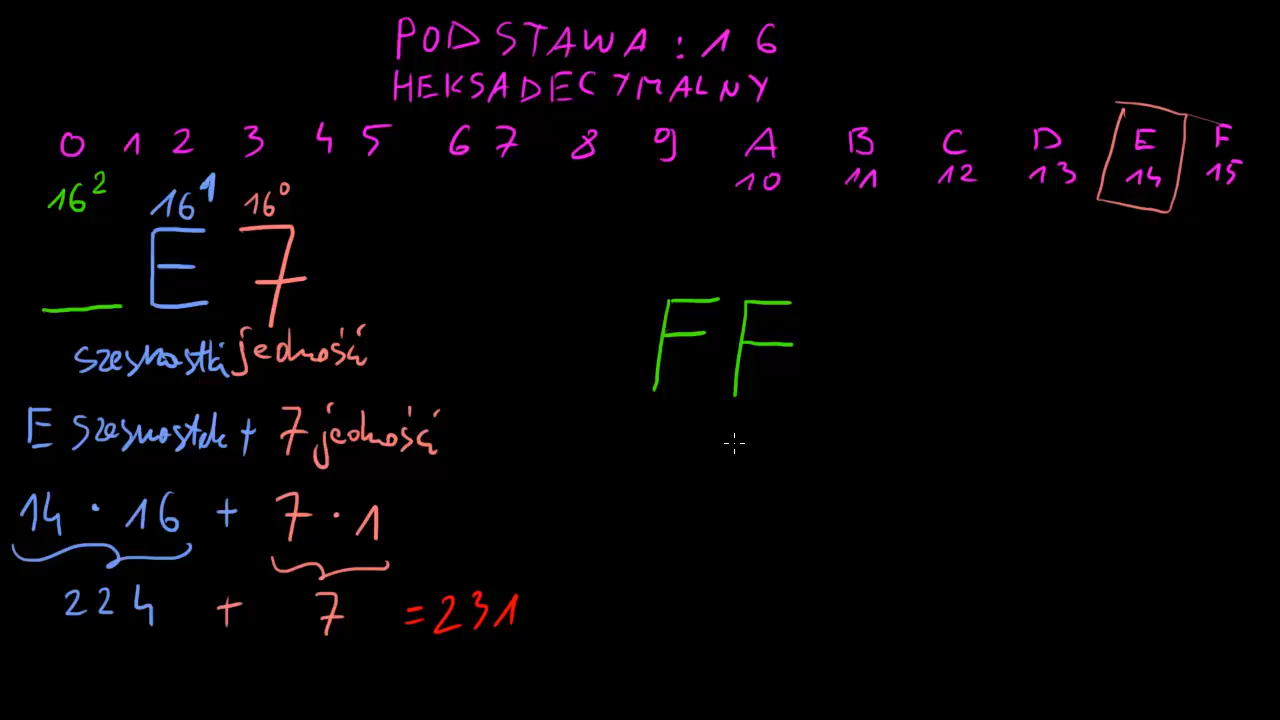 PODSTAWA : 16
HEKSADECYMALNY
0 1 2 3 4 5 6 7 8 9 A B C D E F
10 11 12 13 14 15
16² 16¹ 16⁰
E 7
szesnastki jedności
FF
E szesnastek + 7 jedności
14 · 16 + 7 · 1
224 + 7 = 231